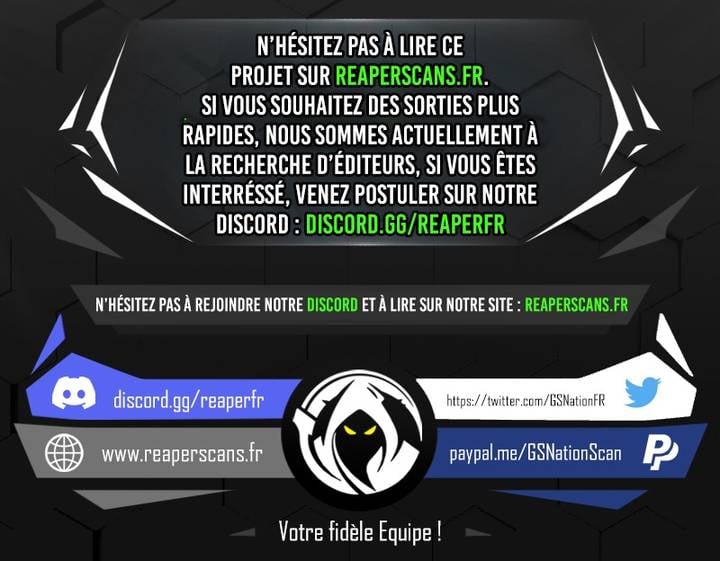 N'HÉSITEZ PAS À LIRE CE
PROJET SUR REAPERSCANS.FR.
SI VOUS SOUHAITEZ DES SORTIES PLUS
RAPIDES, NOUS SOMMES ACTUELLEMENT À
LA RECHERCHE D'ÉDITEURS, SI VOUS ÊTES
INTERRÉSSÉ, VENEZ POSTULER SUR NOTRE
DISCORD : DISCORD.GG/REAPERFR
N'HÉSITEZ PAS À REJOINDRE NOTRE DISCORD ET À LIRE SUR NOTRE SITE : REAPERSCANS.FR
discord.gg/reaperfr
https://twitter.com/GSNationFR
www.reaperscans.fr
paypal.me/GSNationScan
Votre fidèle Equipe !